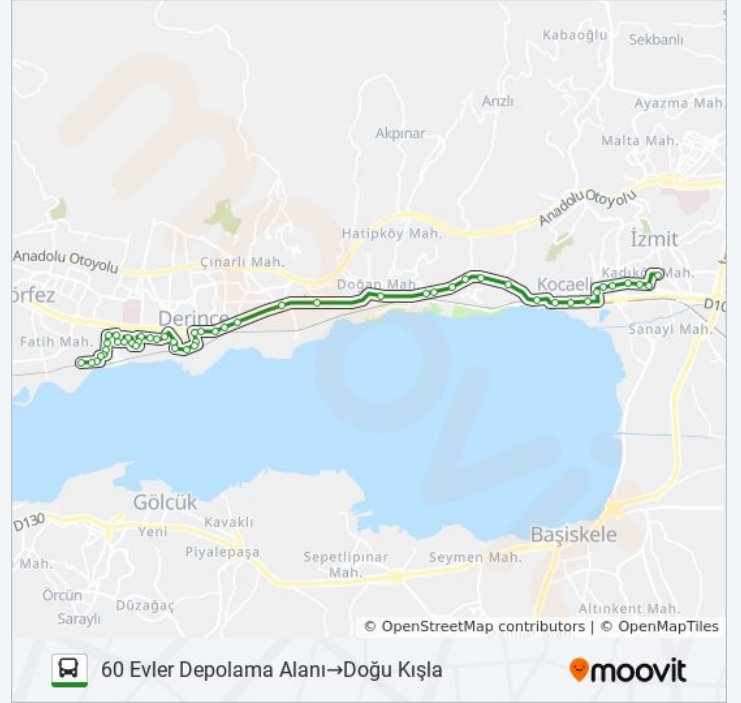 Kabaoğlu
Sekbanlı
Arızlı
Ayazma Mah.
Akpınar
Malta Mah.
Anadolu Otoyolu
Hatipköy Mah.
İzmit
Anadolu Otoyolu
Çınarlı Mah.
Kadıköy Mah.
Doğan Mah.
Kocaeli
örfez
Derince
D10
Sanayi Mah.
Fatih Mah.
moovit
Gölcük
D130
Kavaklı
Yeni
Başiskele
Piyalepaşa
Sepetlipınar
Mah.
Seymen Mah.
Mah.
Örcün
Düzağaç
Saraylı
Altınkent Mah.
© OpenStreetMap contributors | © OpenMapTiles
60 Evler Depolama Alanı→Doğu Kışla
moovit